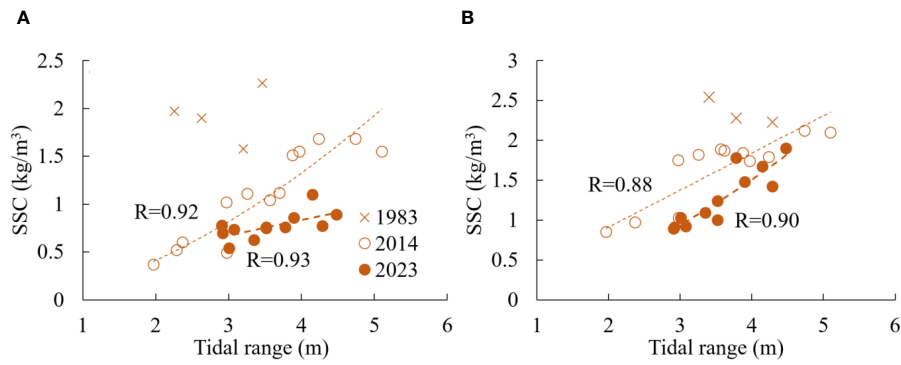 A
B
SSC (kg/m³)
2.5
2
1.5
1
0.5
0
R=0.92
R=0.93
1983
2014
2023
1 2 3 4 5 6
Tidal range (m)
SSC (kg/m³)
3
2.5
2
1.5
1
0.5
0
R=0.88
R=0.90
1 2 3 4 5 6
Tidal range (m)